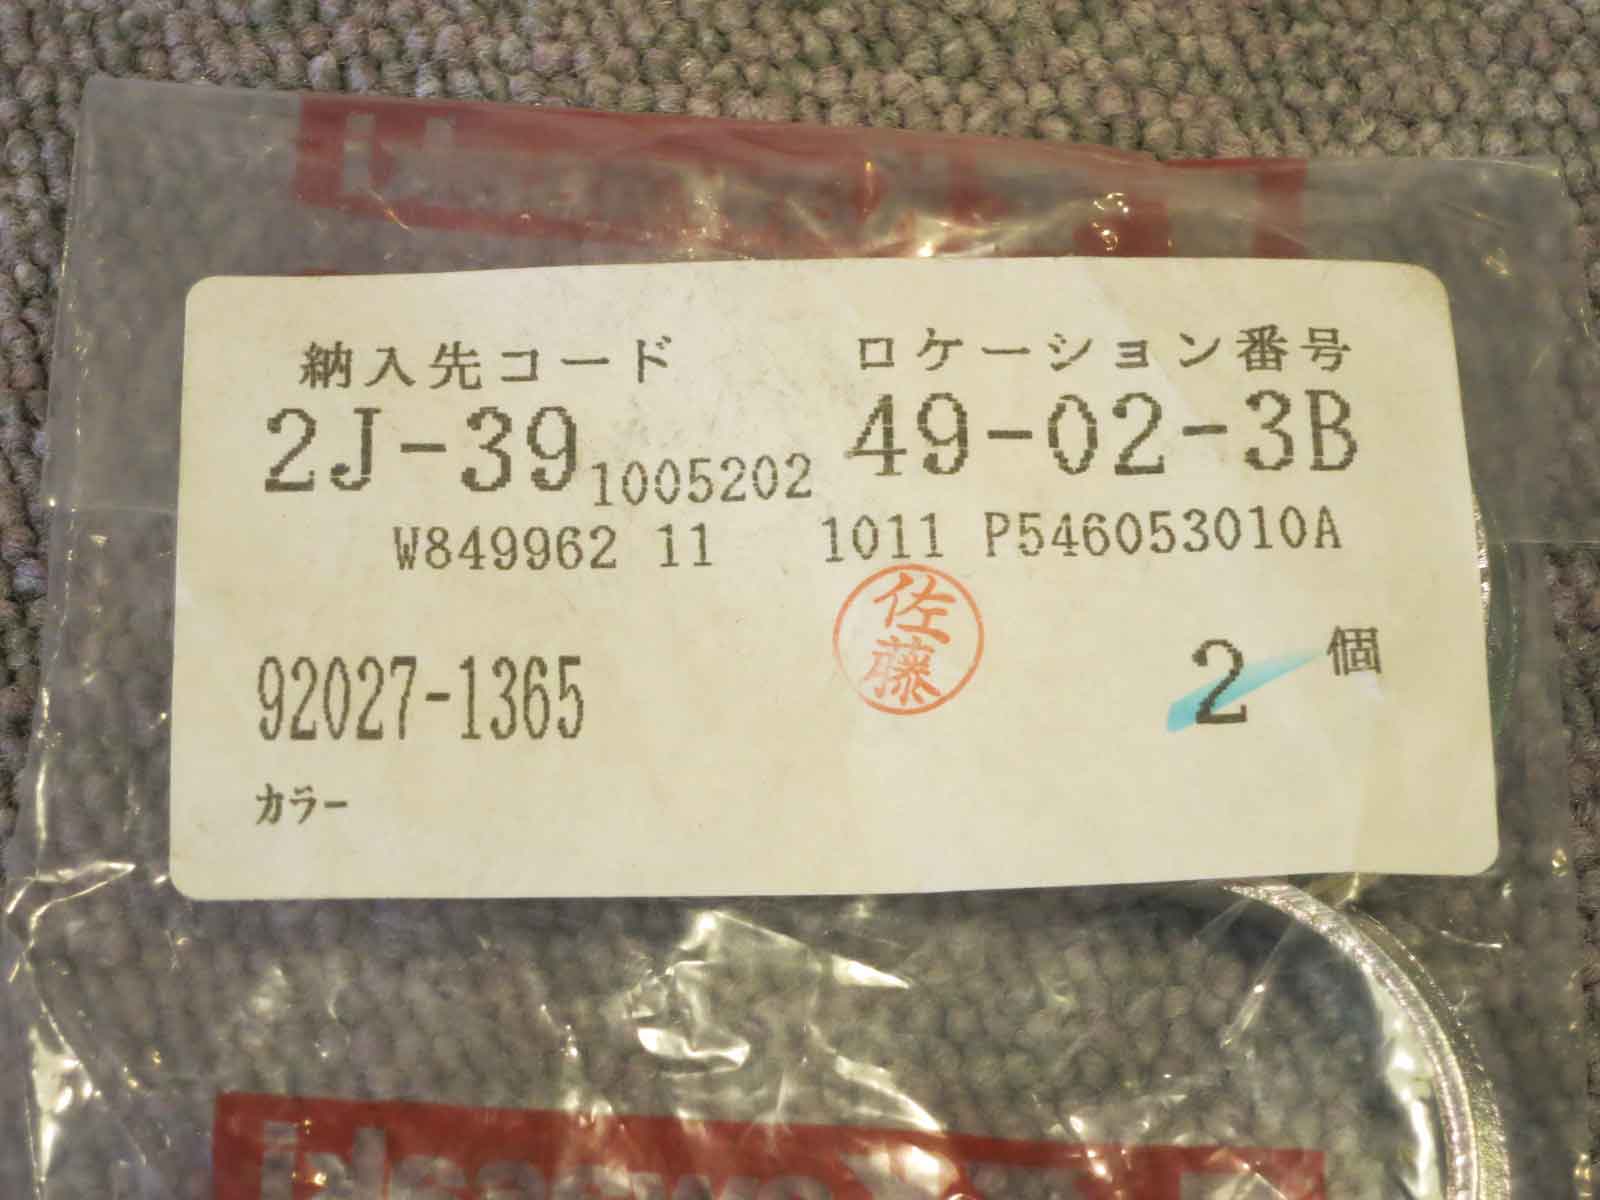 納入先コード ロケーション番号
2J-39 1005202 49-02-3B
W849962 11 1011 P546053010A
佐藤
92027-1365 2 個
カラー
Kawasaki